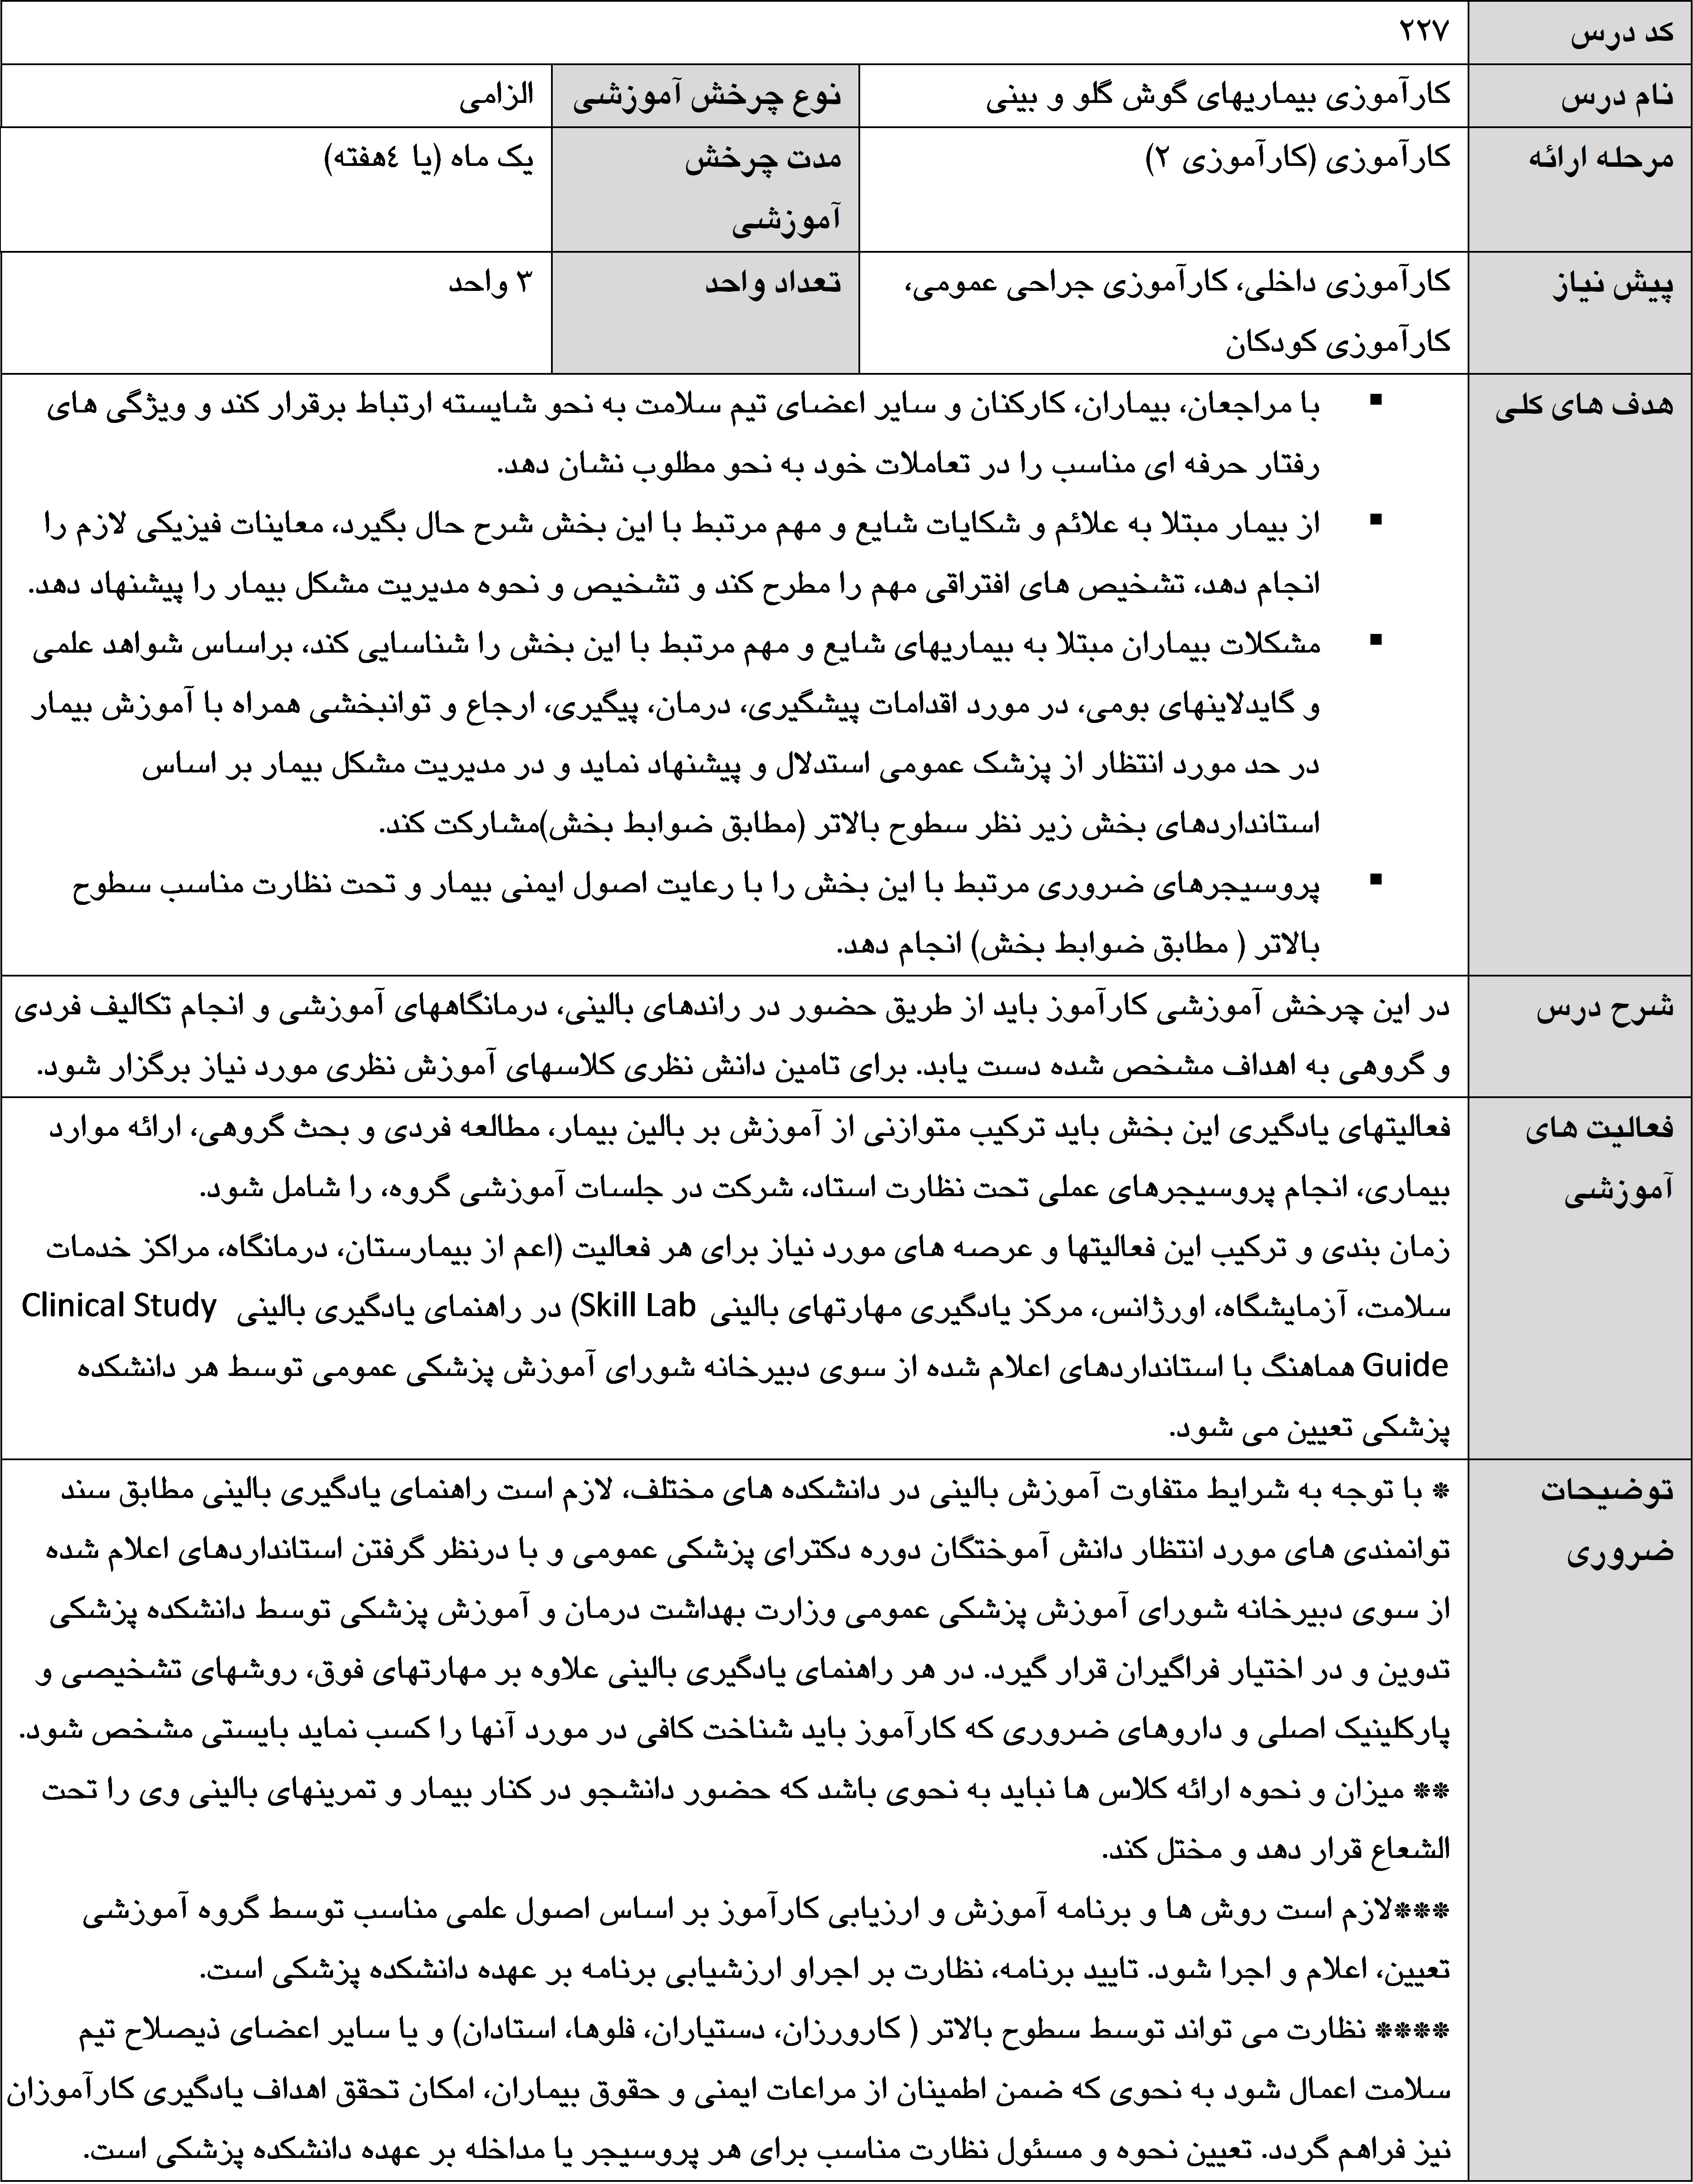 کد درس ۲۲۷
نام درس کارآموزی بیماریهای گوش گلو و بینی نوع چرخش آموزشی الزامی
مرحله ارائه کارآموزی (کارآموزی ۲) مدت چرخش یک ماه (یا ٤هفته)
آموزشی
پیش نیاز کارآموزی داخلی، کارآموزی جراحی عمومی، تعداد واحد ۳ واحد
کارآموزی کودکان
هدف های کلی
▪ با مراجعان، بیماران، کارکنان و سایر اعضای تیم سلامت به نحو شایسته ارتباط برقرار کند و ویژگی های
رفتار حرفه ای مناسب را در تعاملات خود به نحو مطلوب نشان دهد.
▪ از بیمار مبتلا به علائم و شکایات شایع و مهم مرتبط با این بخش شرح حال بگیرد، معاینات فیزیکی لازم را
انجام دهد، تشخیص های افتراقی مهم را مطرح کند و تشخیص و نحوه مدیریت مشکل بیمار را پیشنهاد دهد.
▪ مشکلات بیماران مبتلا به بیماریهای شایع و مهم مرتبط با این بخش را شناسایی کند، براساس شواهد علمی
و گایدلاینهای بومی، در مورد اقدامات پیشگیری، درمان، پیگیری، ارجاع و توانبخشی همراه با آموزش بیمار
در حد مورد انتظار از پزشک عمومی استدلال و پیشنهاد نماید و در مدیریت مشکل بیمار بر اساس
استانداردهای بخش زیر نظر سطوح بالاتر (مطابق ضوابط بخش)مشارکت کند.
▪ پروسیجرهای ضروری مرتبط با این بخش را با رعایت اصول ایمنی بیمار و تحت نظارت مناسب سطوح
بالاتر ( مطابق ضوابط بخش) انجام دهد.
شرح درس
در این چرخش آموزشی کارآموز باید از طریق حضور در راندهای بالینی، درمانگاههای آموزشی و انجام تکالیف فردی
و گروهی به اهداف مشخص شده دست یابد. برای تامین دانش نظری کلاسهای آموزش نظری مورد نیاز برگزار شود.
فعالیت های
آموزشی
فعالیتهای یادگیری این بخش باید ترکیب متوازنی از آموزش بر بالین بیمار، مطالعه فردی و بحث گروهی، ارائه موارد
بیماری، انجام پروسیجرهای عملی تحت نظارت استاد، شرکت در جلسات آموزشی گروه، را شامل شود.
زمان بندی و ترکیب این فعالیتها و عرصه های مورد نیاز برای هر فعالیت (اعم از بیمارستان، درمانگاه، مراکز خدمات
سلامت، آزمایشگاه، اورژانس، مرکز یادگیری مهارتهای بالینی Skill Lab) در راهنمای یادگیری بالینی Clinical Study
Guide هماهنگ با استانداردهای اعلام شده از سوی دبیرخانه شورای آموزش پزشکی عمومی توسط هر دانشکده
پزشکی تعیین می شود.
توضیحات
ضروری
* با توجه به شرایط متفاوت آموزش بالینی در دانشکده های مختلف، لازم است راهنمای یادگیری بالینی مطابق سند
توانمندی های مورد انتظار دانش آموختگان دوره دکترای پزشکی عمومی و با درنظر گرفتن استانداردهای اعلام شده
از سوی دبیرخانه شورای آموزش پزشکی عمومی وزارت بهداشت درمان و آموزش پزشکی توسط دانشکده پزشکی
تدوین و در اختیار فراگیران قرار گیرد. در هر راهنمای یادگیری بالینی علاوه بر مهارتهای فوق، روشهای تشخیصی و
پارکلینیک اصلی و داروهای ضروری که کارآموز باید شناخت کافی در مورد آنها را کسب نماید بایستی مشخص شود.
** میزان و نحوه ارائه کلاس ها نباید به نحوی باشد که حضور دانشجو در کنار بیمار و تمرینهای بالینی وی را تحت
الشعاع قرار دهد و مختل کند.
***لازم است روش ها و برنامه آموزش و ارزیابی کارآموز بر اساس اصول علمی مناسب توسط گروه آموزشی
تعیین، اعلام و اجرا شود. تایید برنامه، نظارت بر اجراو ارزشیابی برنامه بر عهده دانشکده پزشکی است.
**** نظارت می تواند توسط سطوح بالاتر ( کارورزان، دستیاران، فلوها، استادان) و یا سایر اعضای ذیصلاح تیم
سلامت اعمال شود به نحوی که ضمن اطمینان از مراعات ایمنی و حقوق بیماران، امکان تحقق اهداف یادگیری کارآموزان
نیز فراهم گردد. تعیین نحوه و مسئول نظارت مناسب برای هر پروسیجر یا مداخله بر عهده دانشکده پزشکی است.